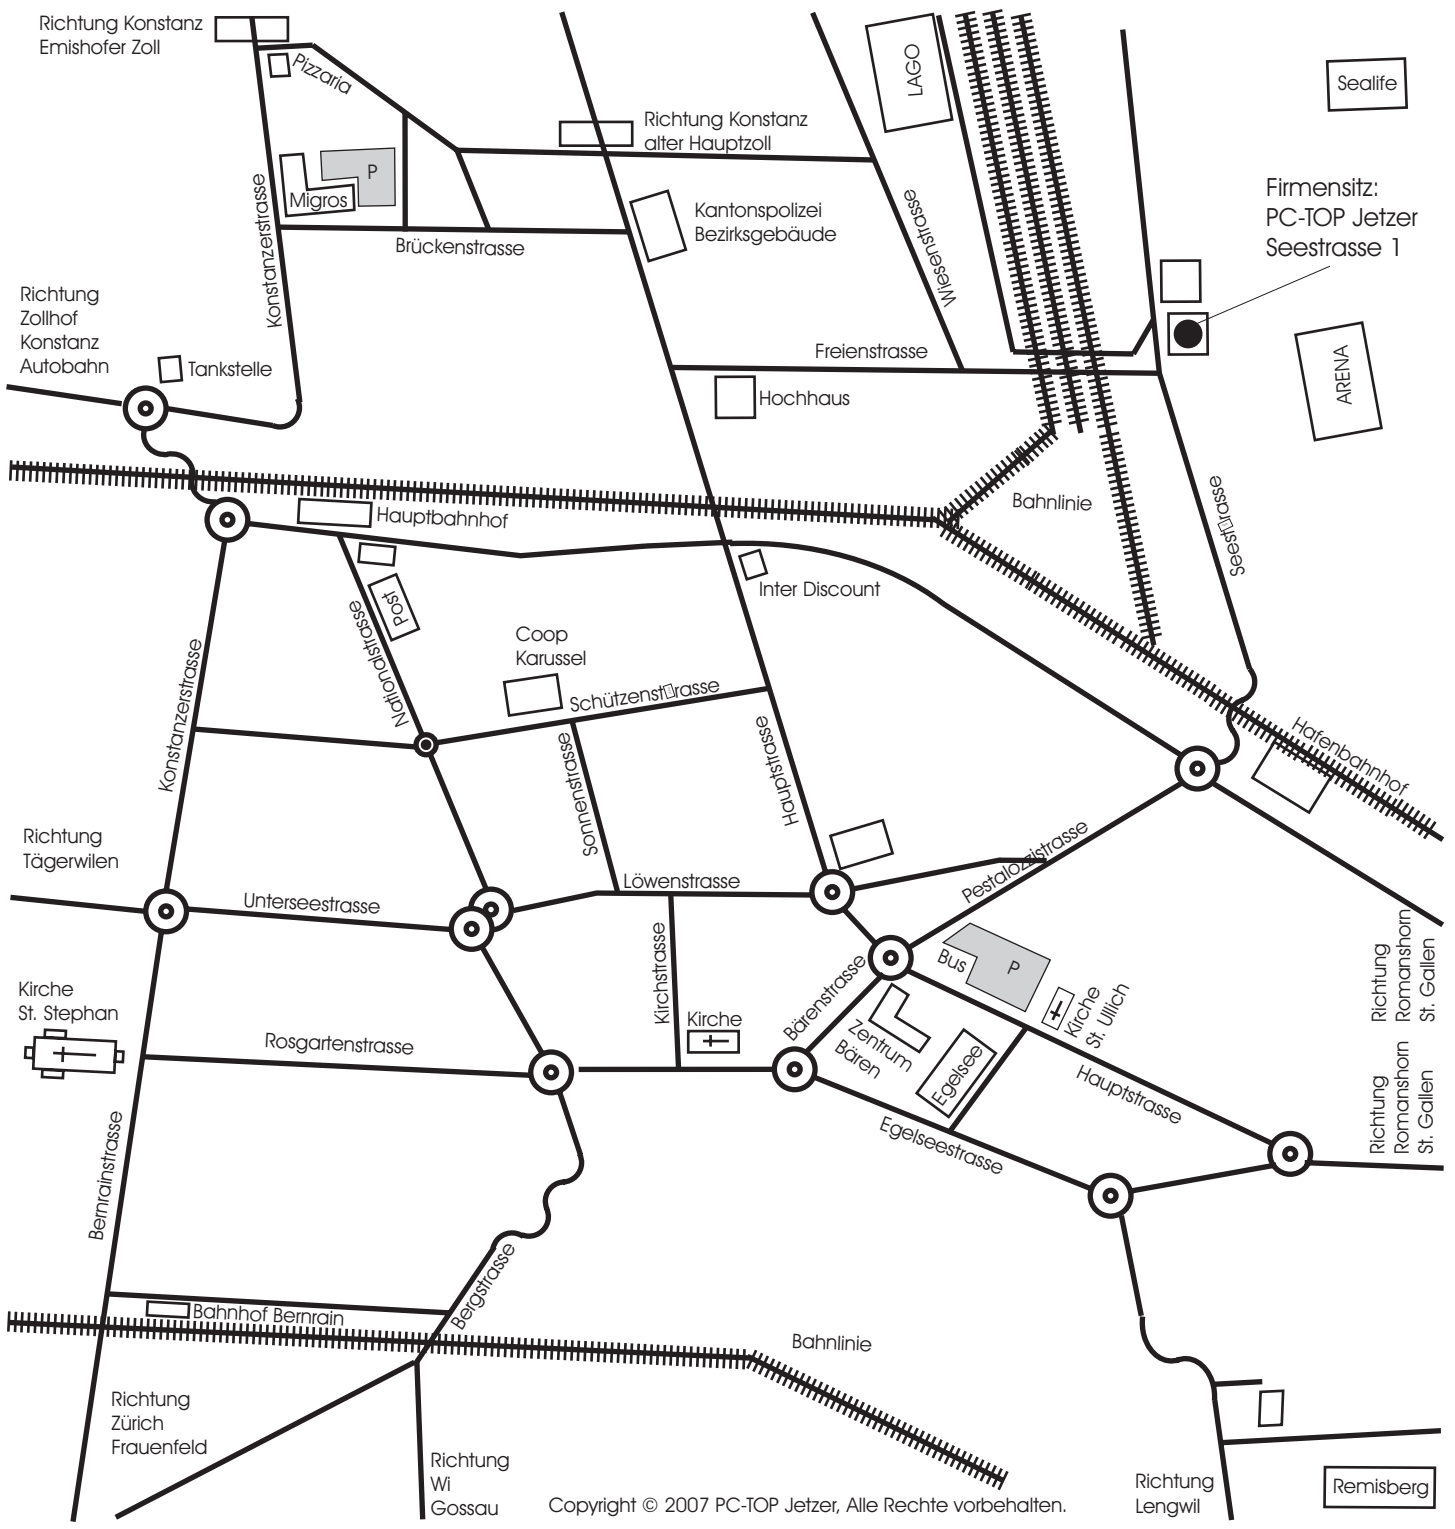 Richtung Konstanz
Emishofer Zoll
Pizzaria
LAGO
Sealife
Richtung Konstanz
alter Hauptzoll
P
Migros
Konstanzerstrasse
Brückenstrasse
Kantonspolizei
Bezirksgebäude
Wiesenstrasse
Firmensitz:
PC-TOP Jetzer
Seestrasse 1
Richtung
Zollhof
Konstanz
Autobahn
Tankstelle
Freienstrasse
Hochhaus
ARENA
Hauptbahnhof
Bahnlinie
Seestrasse
Inter Discount
Post
Nationalstrasse
Coop
Karussel
Schützenstrasse
Konstanzerstrasse
Sonnenstrasse
Hauptstrasse
Hafenbahnhof
Richtung
Tägerwilen
Unterseestrasse
Löwenstrasse
Pestalozzistrasse
Kirchstrasse
Bärenstrasse
Bus
P
Kirche
St. Ullich
Richtung
Romanshorn
St. Gallen
Kirche
St. Stephan
Rosgartenstrasse
Kirche
Zentrum
Bären
Egelsee
Hauptstrasse
Egelseestrasse
Richtung
Romanshorn
St. Gallen
Bernrainstrasse
Bergstrasse
Bahnhof Bernrain
Bahnlinie
Richtung
Zürich
Frauenfeld
Richtung
Wi
Gossau
Richtung
Lengwil
Remisberg
Copyright © 2007 PC-TOP Jetzer, Alle Rechte vorbehalten.